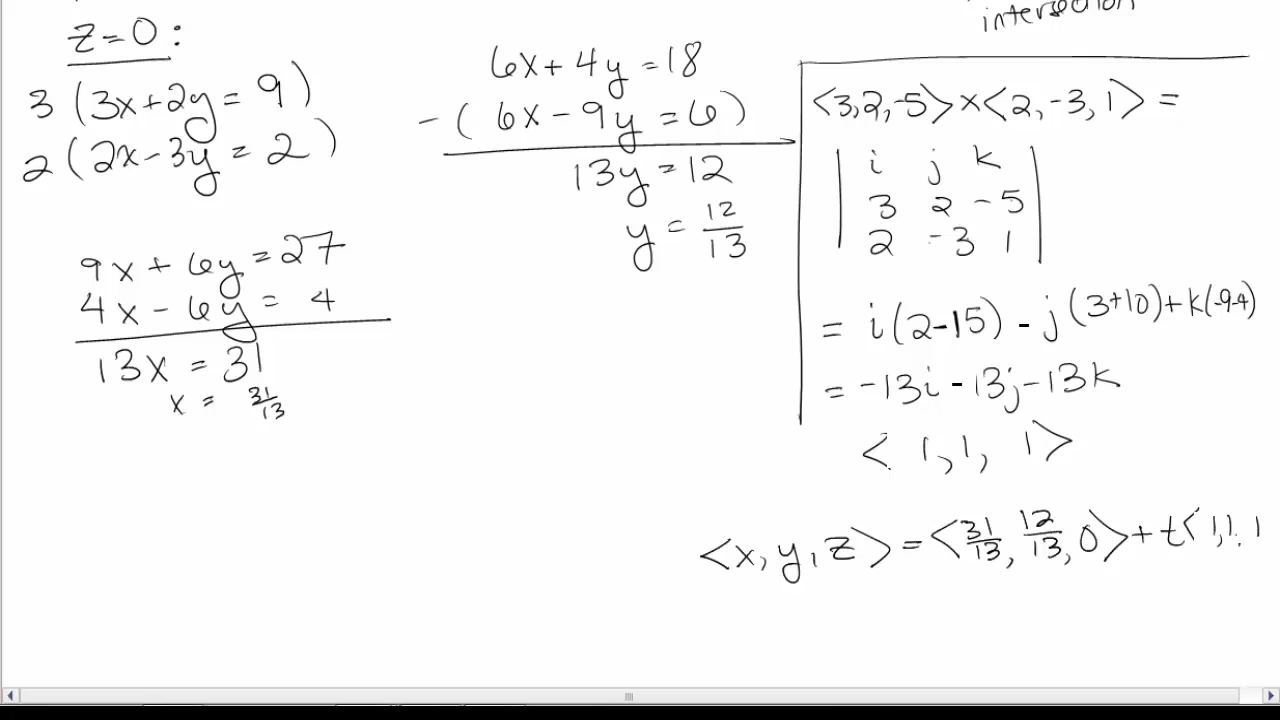 intersection
z=0:
3 (3x+2y= 9)
2 (2x-3y = 2)
9x + 6y = 27
4x - 6y = 4
13x = 31
x = 31/13
6x+4y=18
-( 6x - 9y = 6)
13y = 12
y = 12/13
<3,2,-5> × <2,-3,1> =
| i j k |
| 3 2 -5 |
| 2 -3 1 |
= i(2-15) - j(3+10)+k(-9-4)
= -13i - 13j - 13k
< 1, 1, 1>
<x, y, z> = <31/13, 12/13, 0> + t< 1, 1, 1